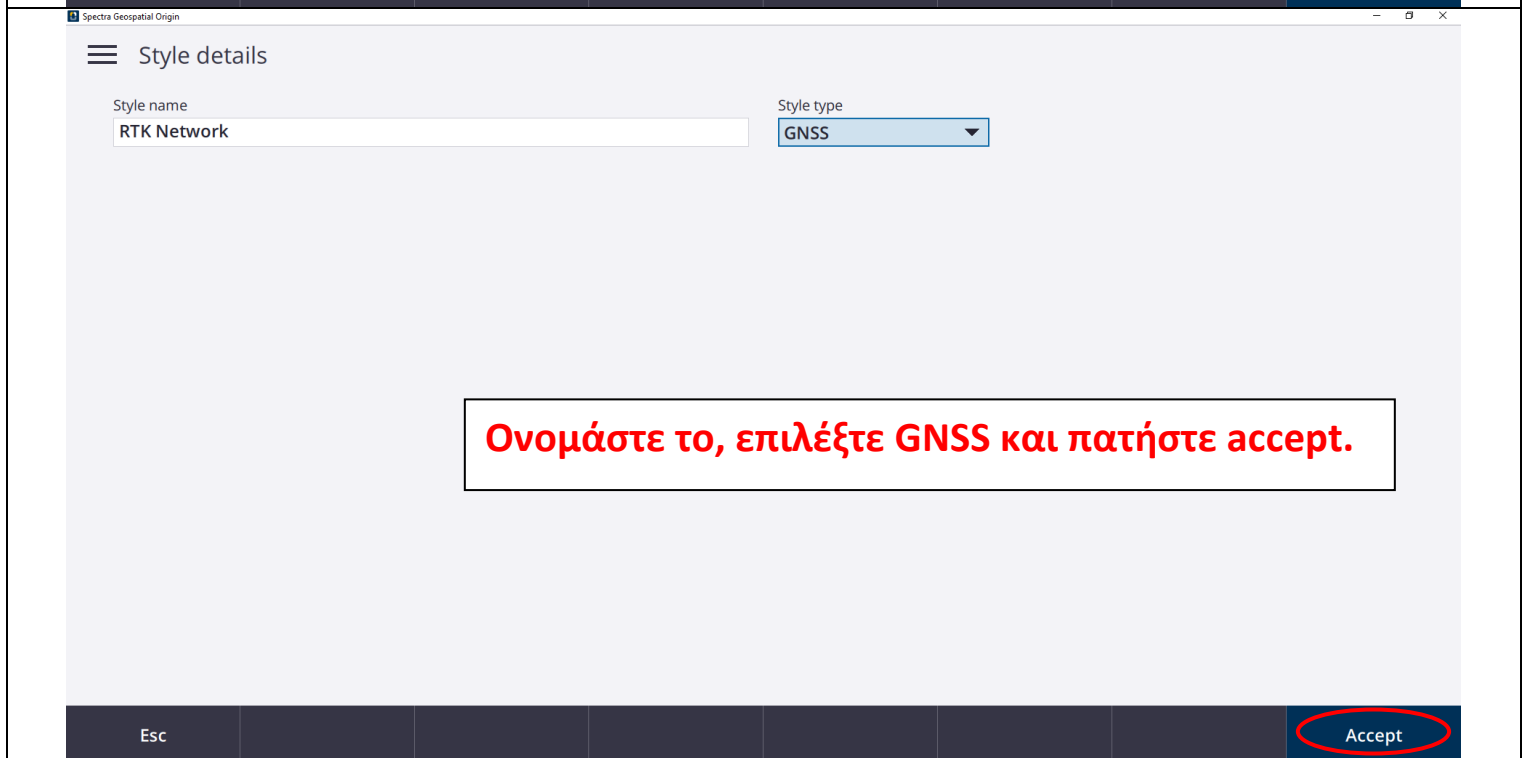 Spectra Geospatial Origin
Style details
Style name
Style type
RTK Network
GNSS
Ονομάστε το, επιλέξτε GNSS και πατήστε accept.
Esc
Accept